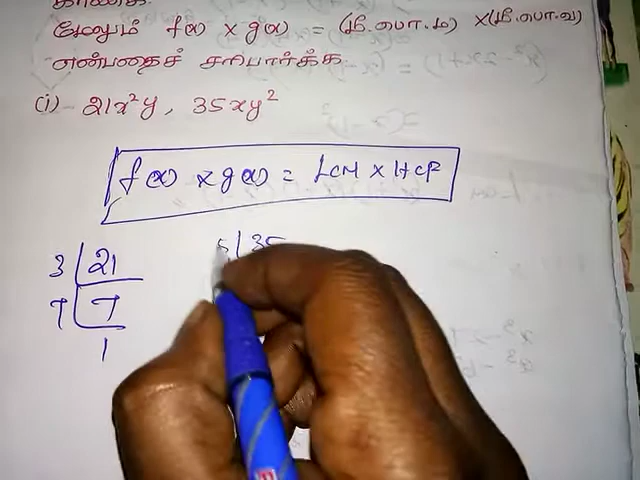 காண்க.
மேலும் f(x) x g(x) = (மீ.பொ.ம) x (மீ.பொ.வ)
என்பதைச் சரிபார்க்க.
(i) 21x²y, 35xy²
f(x) x g(x) = LCM x HCF
3 | 21 5 | 35
7 | 7
1